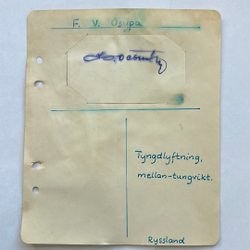 F. V. Osypa
Tyngdlyftning,
mellan-tungvikt.
Ryssland